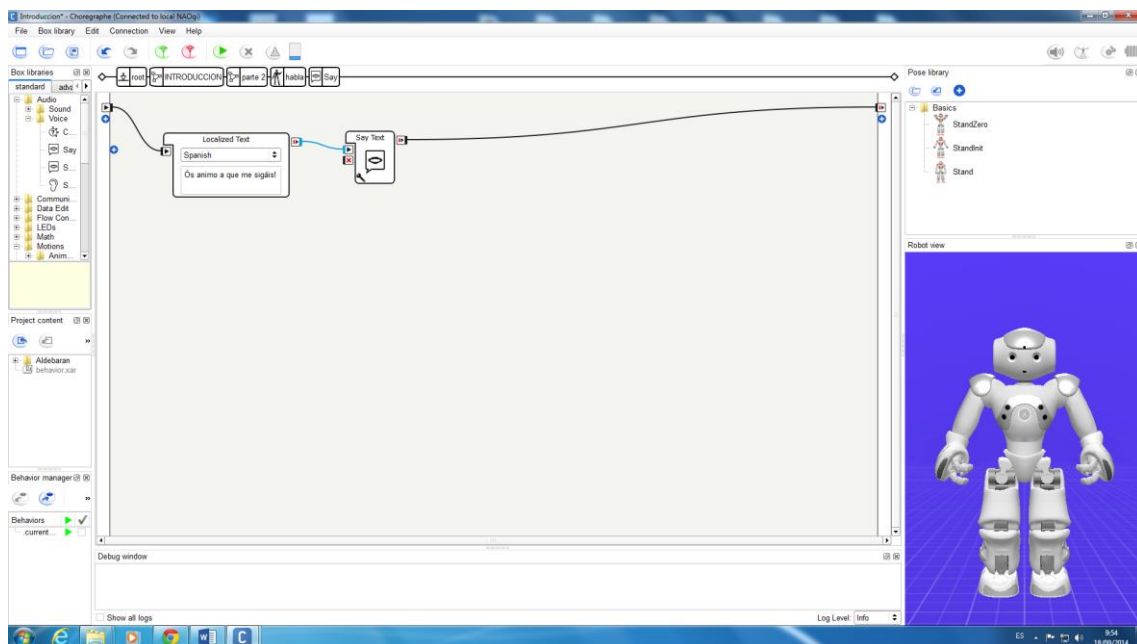 Introduccion* - Choregraphe (Connected to local NAOqi)
File Box library Edit Connection View Help
Box libraries
standard adva
Audio
Sound
Voice
C...
Say
S...
S...
Communi...
Data Edit
Flow Con...
LEDs
Math
Motions
Anim...
Project content
Aldebaran
behavior.xar
Behavior manager
Behaviors
current...
root INTRODUCCION parte 2 habla Say
Localized Text
Spanish
Ós animo a que me sigáis!
Say Text
Debug window
Show all logs
Log Level: Info
Pose library
Basics
StandZero
StandInit
Stand
Robot view
ES
9:54
18/09/2014